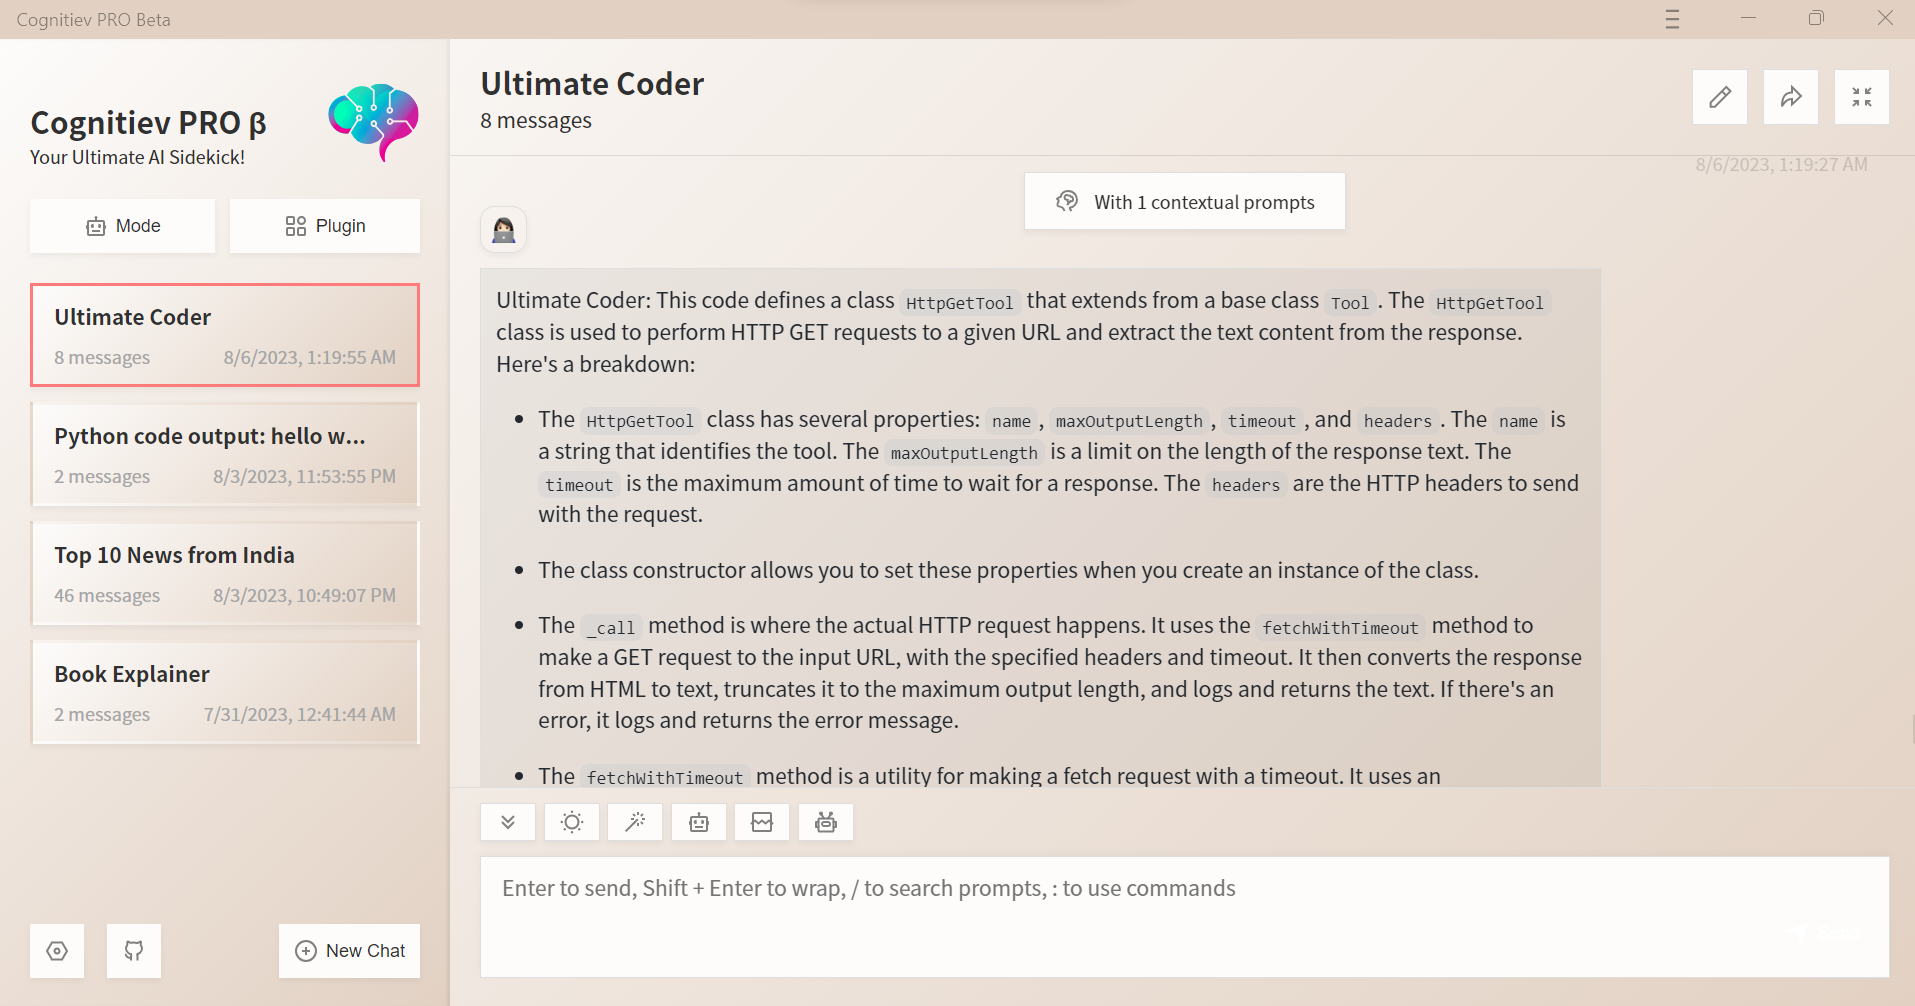 Cognitiev PRO Beta
Cognitiev PRO β
Your Ultimate AI Sidekick!
Mode
Plugin
Ultimate Coder
8 messages
8/6/2023, 1:19:55 AM
Python code output: hello w...
2 messages
8/3/2023, 11:53:55 PM
Top 10 News from India
46 messages
8/3/2023, 10:49:07 PM
Book Explainer
2 messages
7/31/2023, 12:41:44 AM
New Chat
Ultimate Coder
8 messages
8/6/2023, 1:19:27 AM
With 1 contextual prompts
Ultimate Coder: This code defines a class HttpGetTool that extends from a base class Tool. The HttpGetTool
class is used to perform HTTP GET requests to a given URL and extract the text content from the response.
Here's a breakdown:
• The HttpGetTool class has several properties: name, maxOutputLength, timeout, and headers. The name is
a string that identifies the tool. The maxOutputLength is a limit on the length of the response text. The
timeout is the maximum amount of time to wait for a response. The headers are the HTTP headers to send
with the request.
• The class constructor allows you to set these properties when you create an instance of the class.
• The _call method is where the actual HTTP request happens. It uses the fetchWithTimeout method to
make a GET request to the input URL, with the specified headers and timeout. It then converts the response
from HTML to text, truncates it to the maximum output length, and logs and returns the text. If there's an
error, it logs and returns the error message.
• The fetchWithTimeout method is a utility for making a fetch request with a timeout. It uses an
Enter to send, Shift + Enter to wrap, / to search prompts, : to use commands